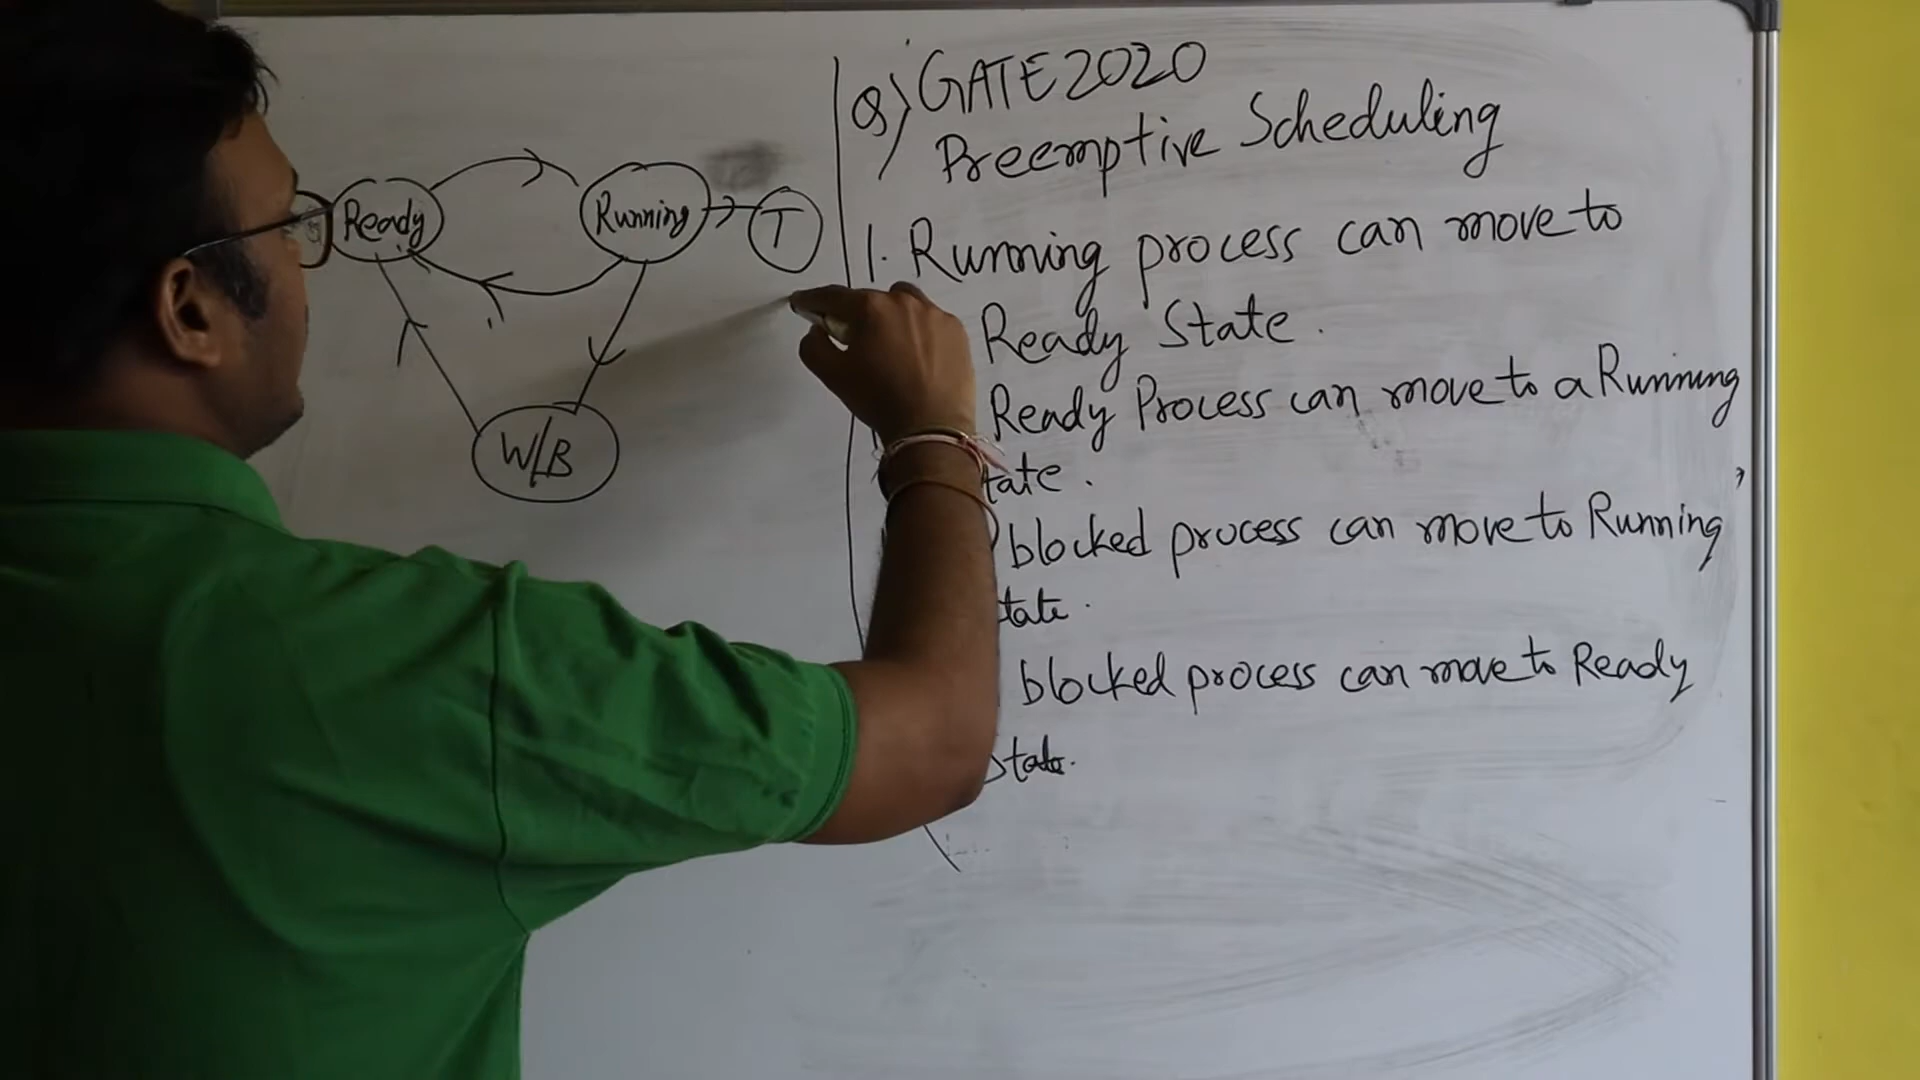 Ready
Running
T
W/B
Q) GATE 2020
Preemptive Scheduling
1. Running process can move to
Ready State.
Ready Process can move to a Running
tate.
blocked process can move to Running
tate.
blocked process can move to Ready
State.